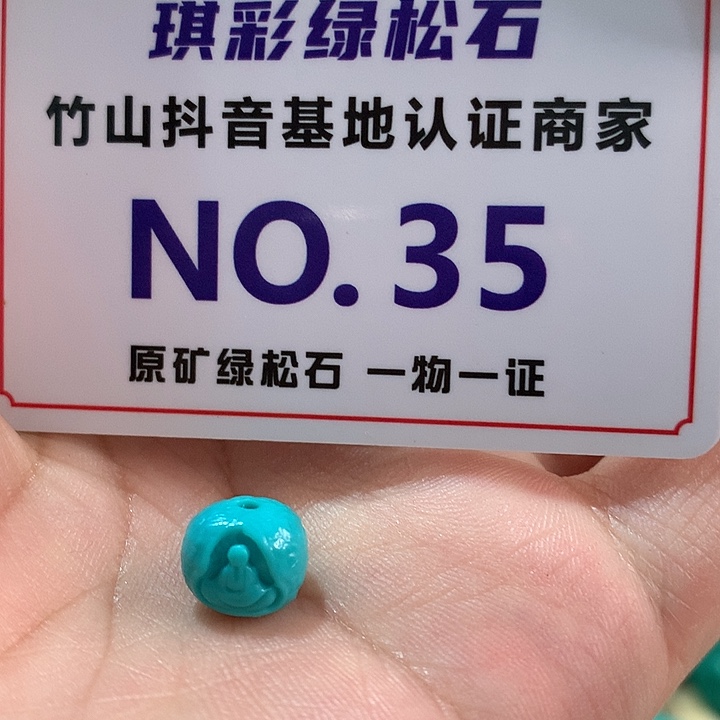 琪彩绿松石
竹山抖音基地认证商家
NO.35
原矿绿松石 一物一证